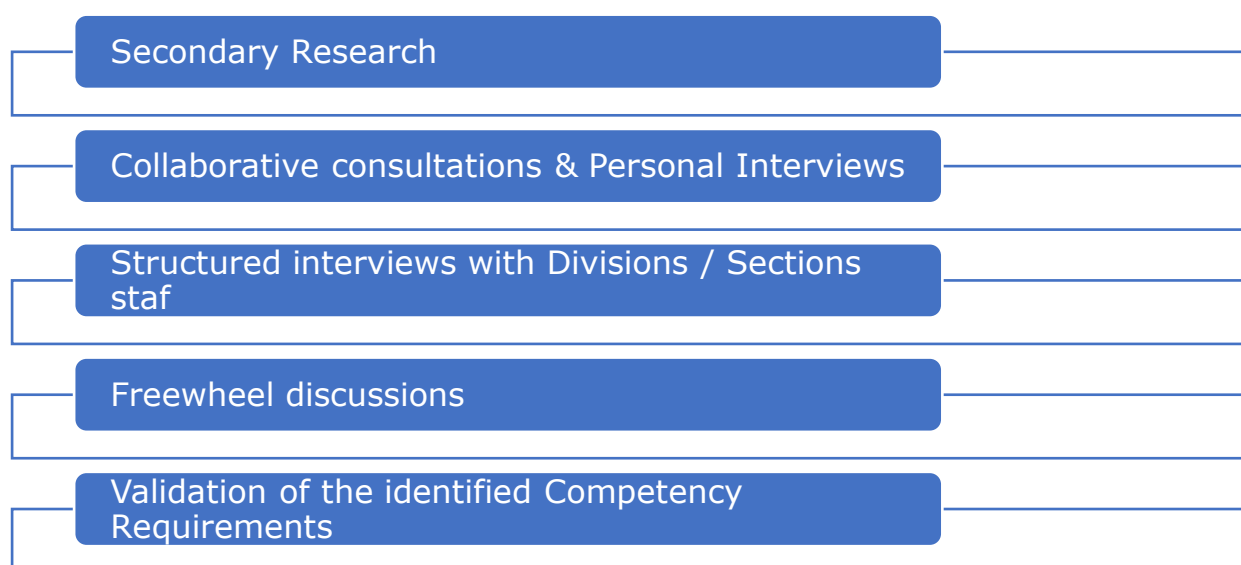 Secondary Research
Collaborative consultations & Personal Interviews
Structured interviews with Divisions / Sections
staf
Freewheel discussions
Validation of the identified Competency
Requirements